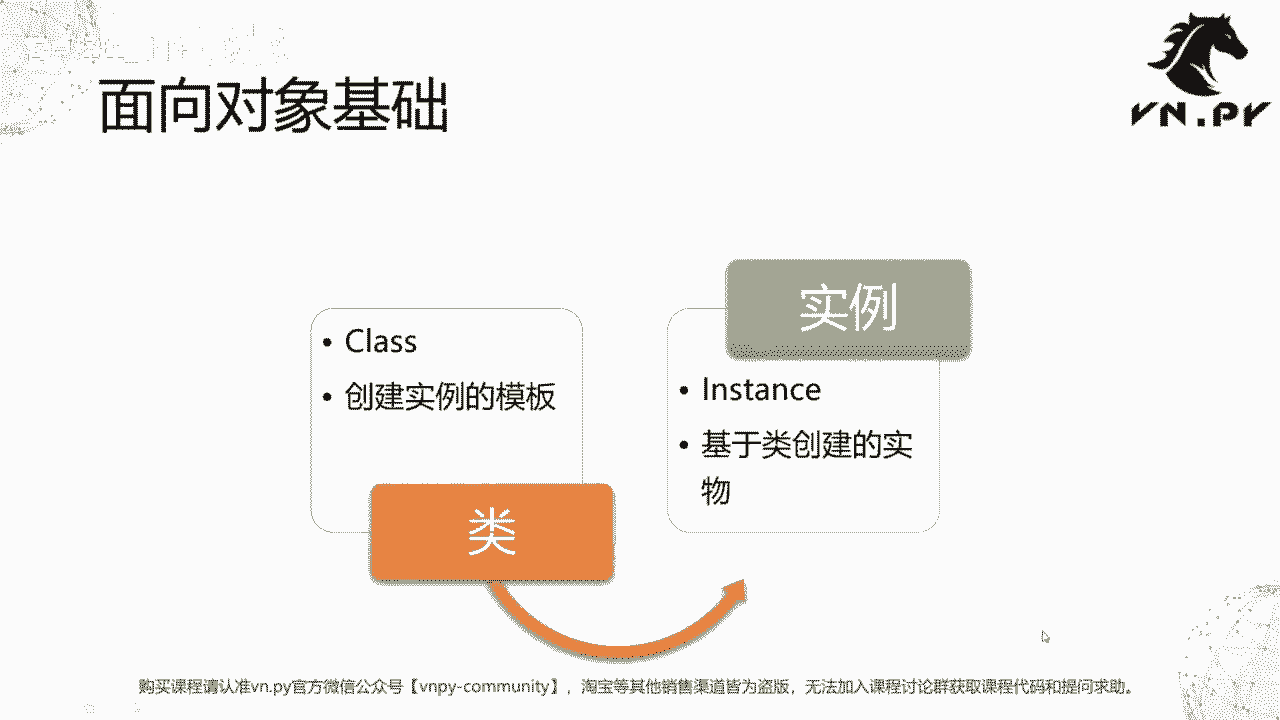 面向对象基础
VN.PY
• Class
• 创建实例的模板
类
实例
• Instance
• 基于类创建的实
物
购买课程请认准vn.py官方微信公众号【vnpy-community】，淘宝等其他销售渠道皆为盗版，无法加入课程讨论群获取课程代码和提问求助。